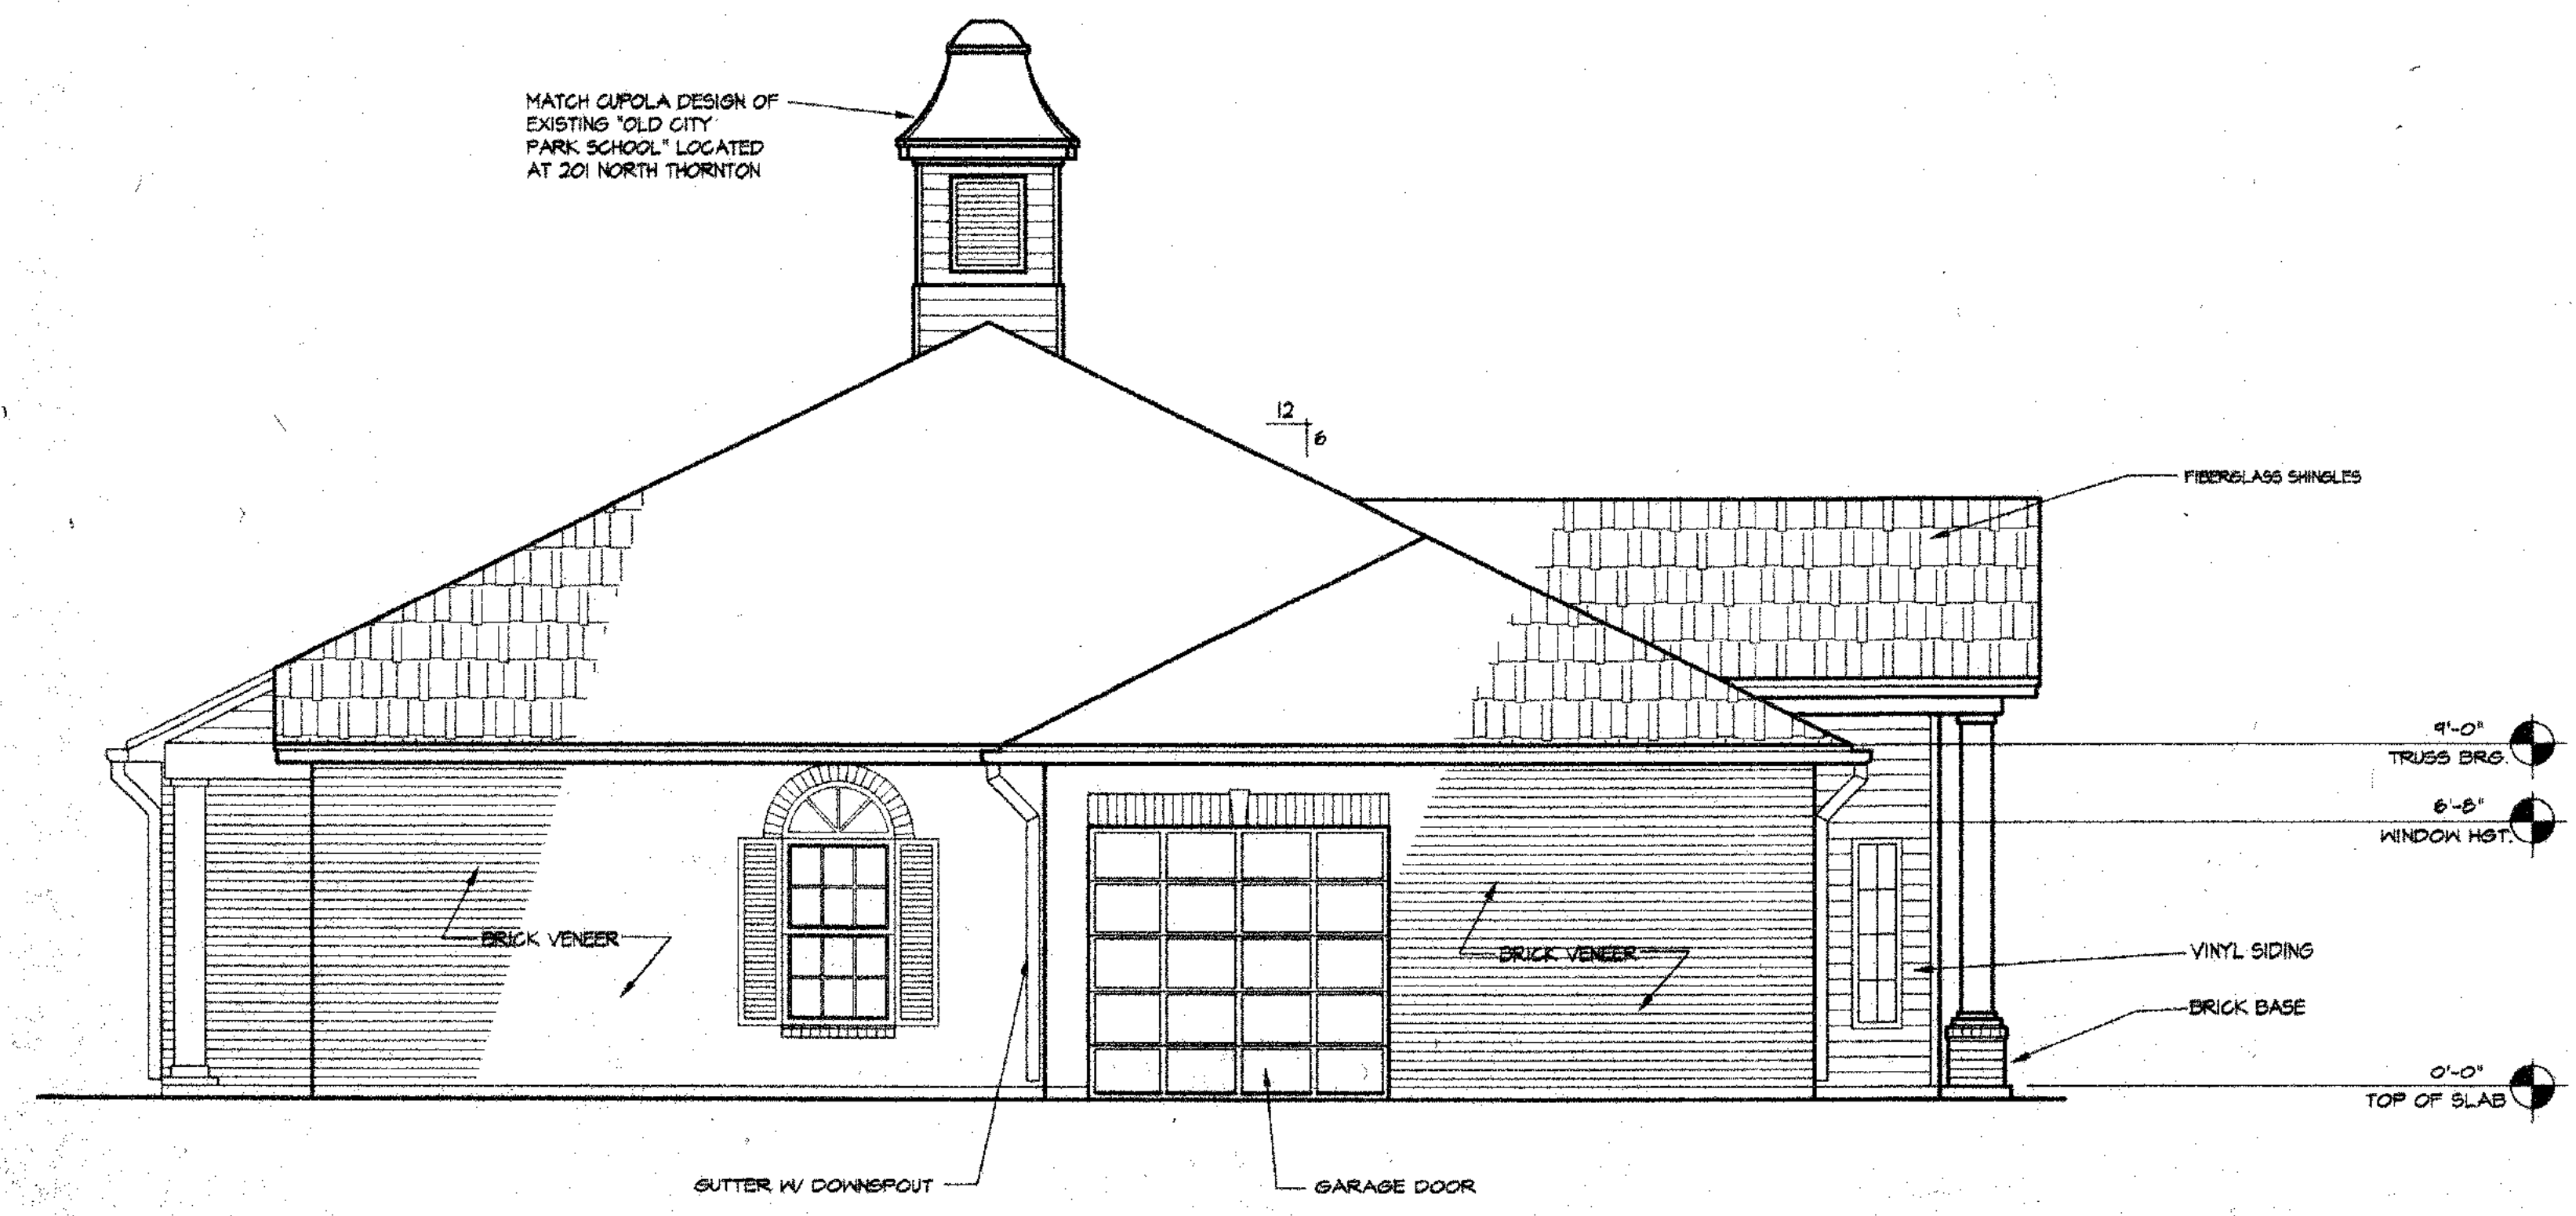 MATCH CUPOLA DESIGN OF
EXISTING "OLD CITY
PARK SCHOOL" LOCATED
AT 201 NORTH THORNTON
12
6
FIBERGLASS SHINGLES
9'-0"
TRUSS BRG.
6'-8"
WINDOW HGT.
BRICK VENEER
BRICK VENEER
VINYL SIDING
BRICK BASE
0'-0"
TOP OF SLAB
GUTTER W/ DOWNSPOUT
GARAGE DOOR